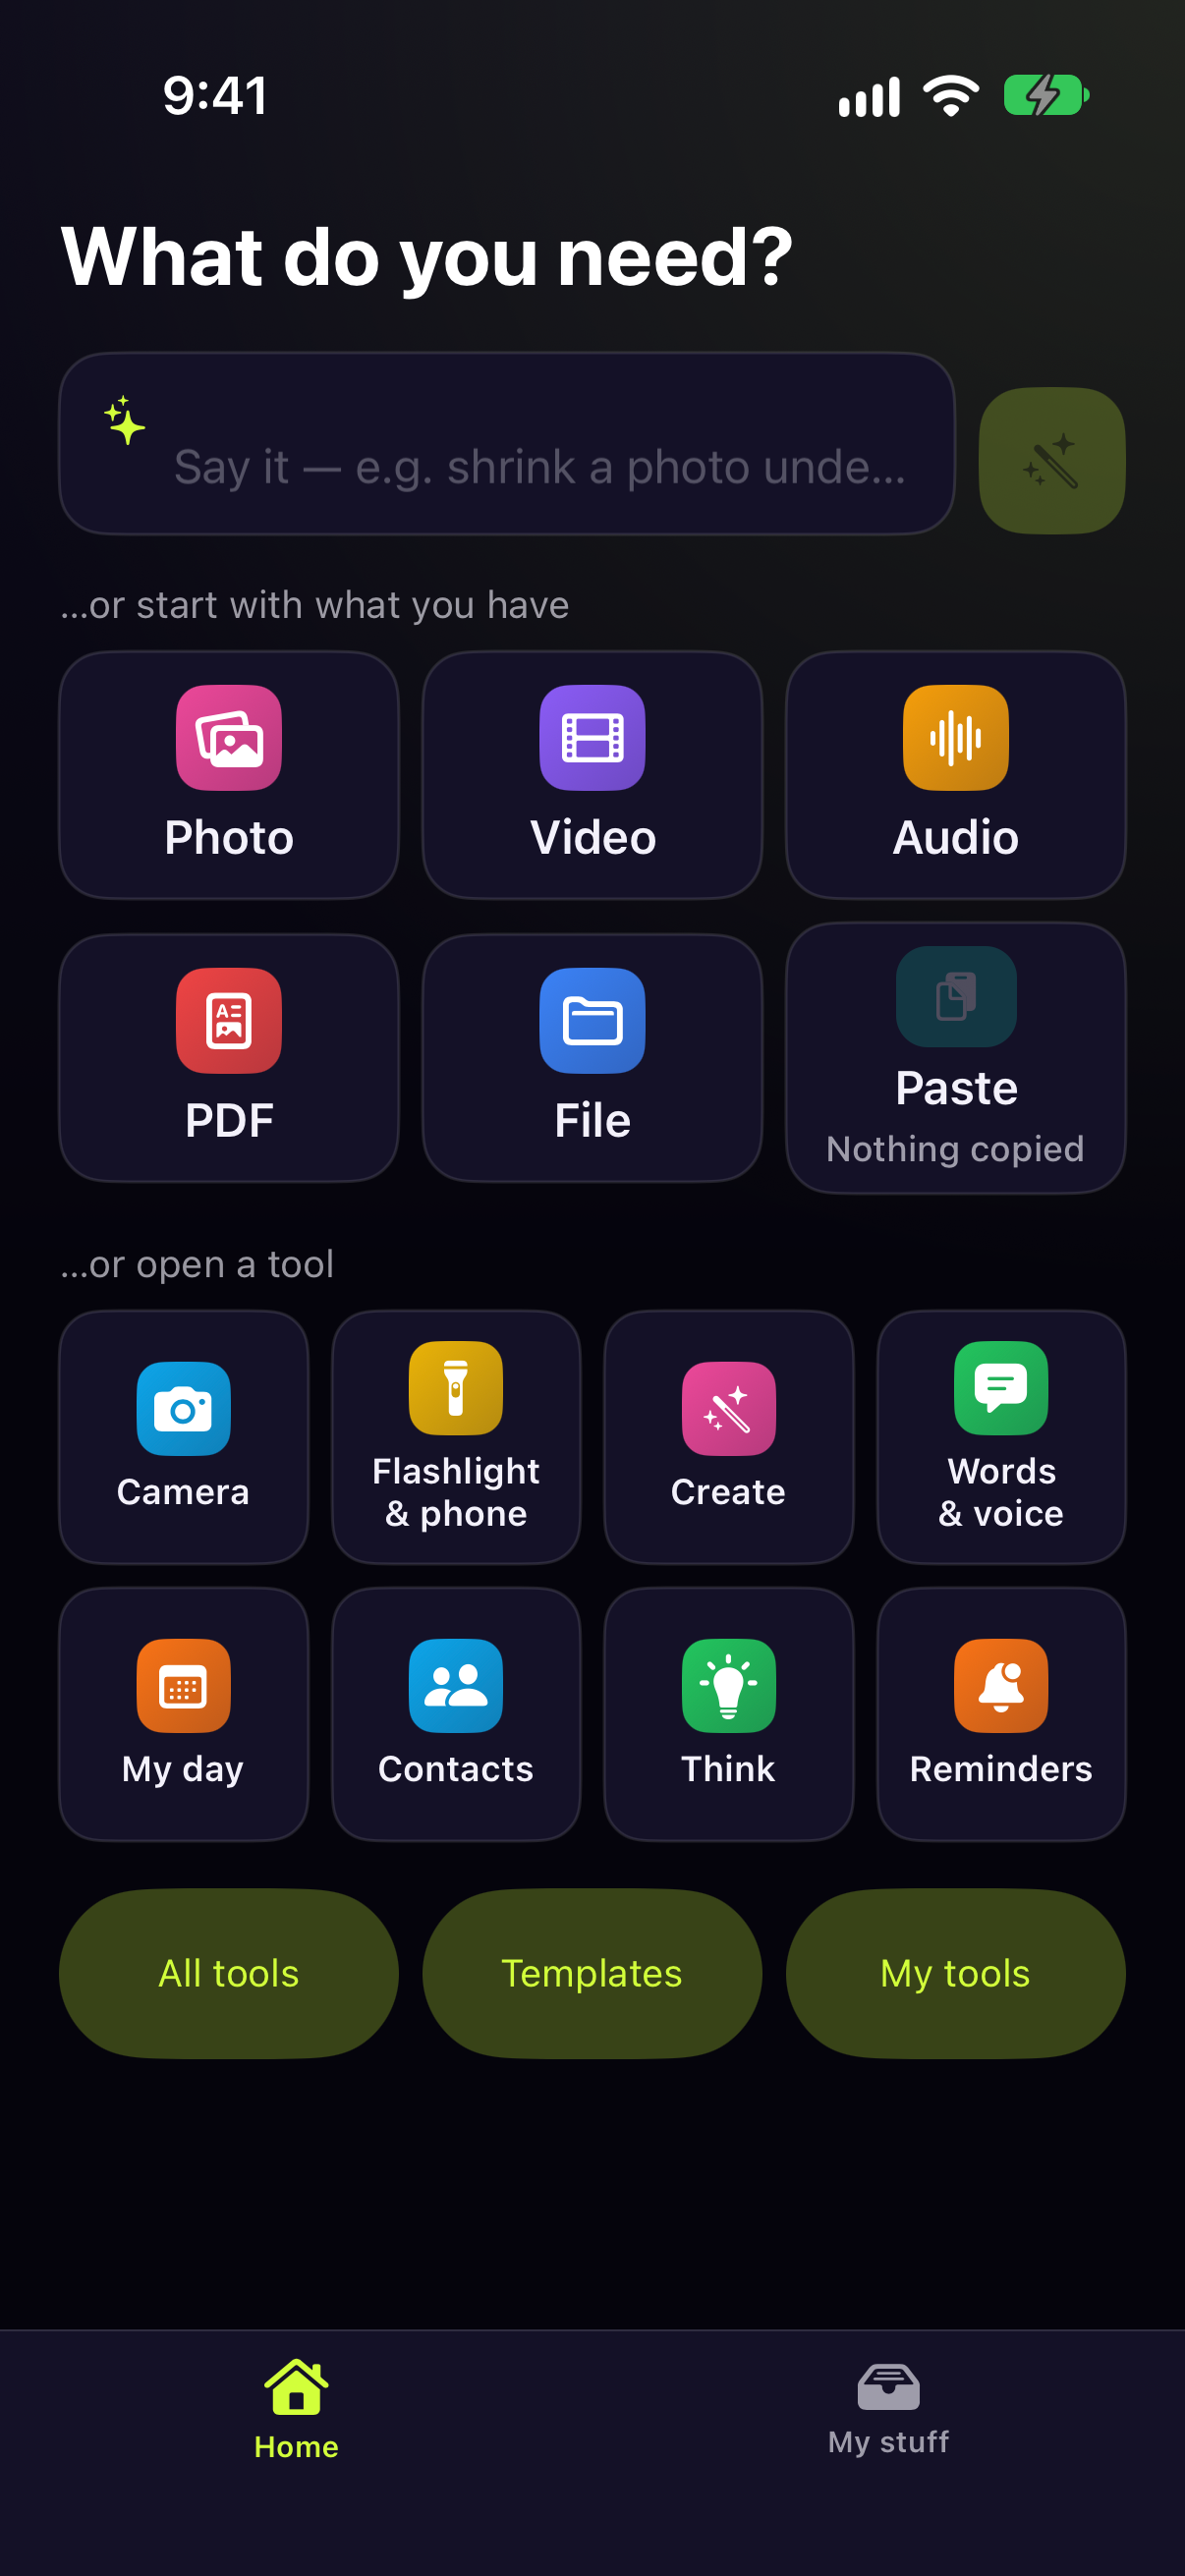 9:41
What do you need?
Say it — e.g. shrink a photo unde...
...or start with what you have
Photo
Video
Audio
PDF
File
Paste
Nothing copied
...or open a tool
Camera
Flashlight
& phone
Create
Words
& voice
My day
Contacts
Think
Reminders
All tools
Templates
My tools
Home
My stuff